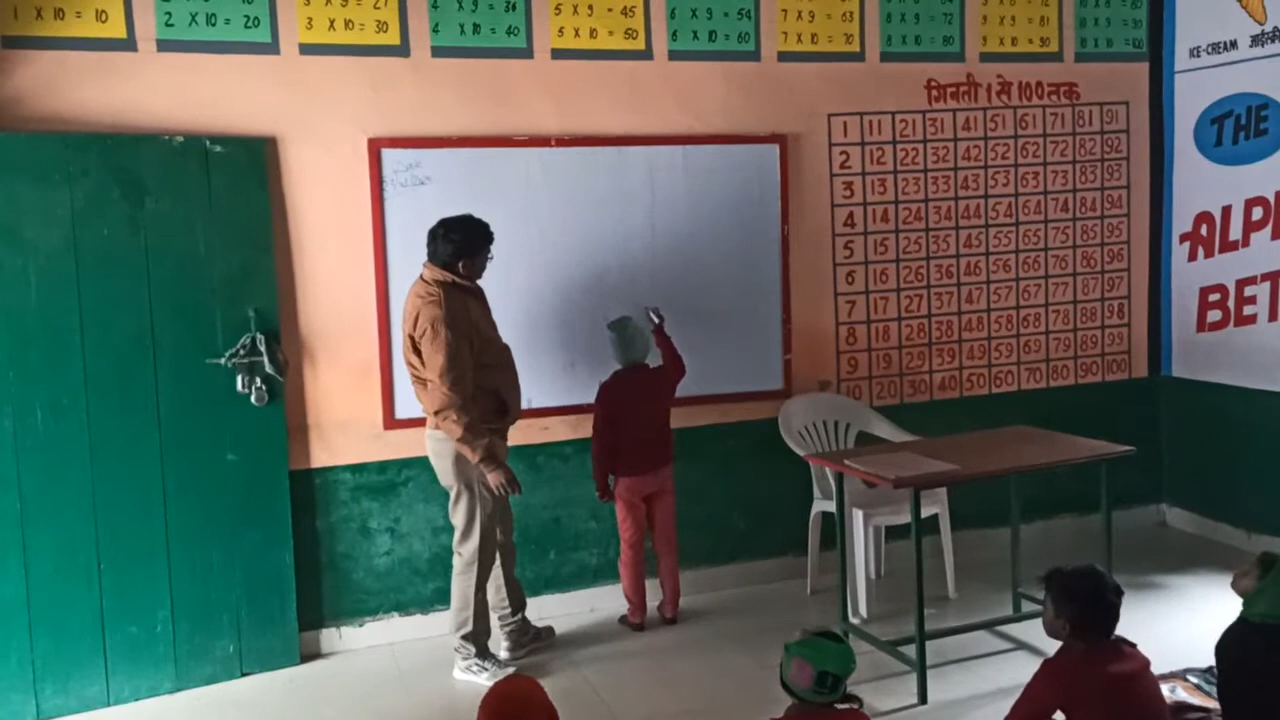 1 X 10 = 10
2 X 10 = 20
3 X 10 = 30
4 X 9 = 36
4 X 10 = 40
5 X 9 = 45
5 X 10 = 50
6 X 9 = 54
6 X 10 = 60
7 X 9 = 63
7 X 10 = 70
8 X 9 = 72
8 X 10 = 80
9 X 9 = 81
9 X 10 = 90
10 X 10 = 100
गिनती 1 से 100 तक
1 11 21 31 41 51 61 71 81 91
2 12 22 32 42 52 62 72 82 92
3 13 23 33 43 53 63 73 83 93
4 14 24 34 44 54 64 74 84 94
5 15 25 35 45 55 65 75 85 95
6 16 26 36 46 56 66 76 86 96
7 17 27 37 47 57 67 77 87 97
8 18 28 38 48 58 68 78 88 98
9 19 29 39 49 59 69 79 89 99
10 20 30 40 50 60 70 80 90 100
ICE-CREAM
THE
ALP
BET